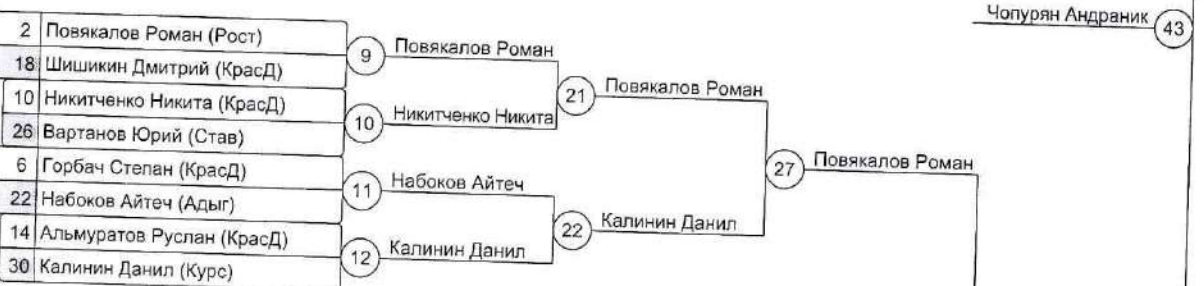 Чопурян Андраник 43
2 Повякалов Роман (Рост)
18 Шишикин Дмитрий (КрасД)
10 Никитченко Никита (КрасД)
26 Вартанов Юрий (Став)
6 Горбач Степан (КрасД)
22 Набоков Айтеч (Адыг)
14 Альмуратов Руслан (КрасД)
30 Калинин Данил (Курс)
9 Повякалов Роман
10 Никитченко Никита
11 Набоков Айтеч
12 Калинин Данил
21 Повякалов Роман
22 Калинин Данил
27 Повякалов Роман